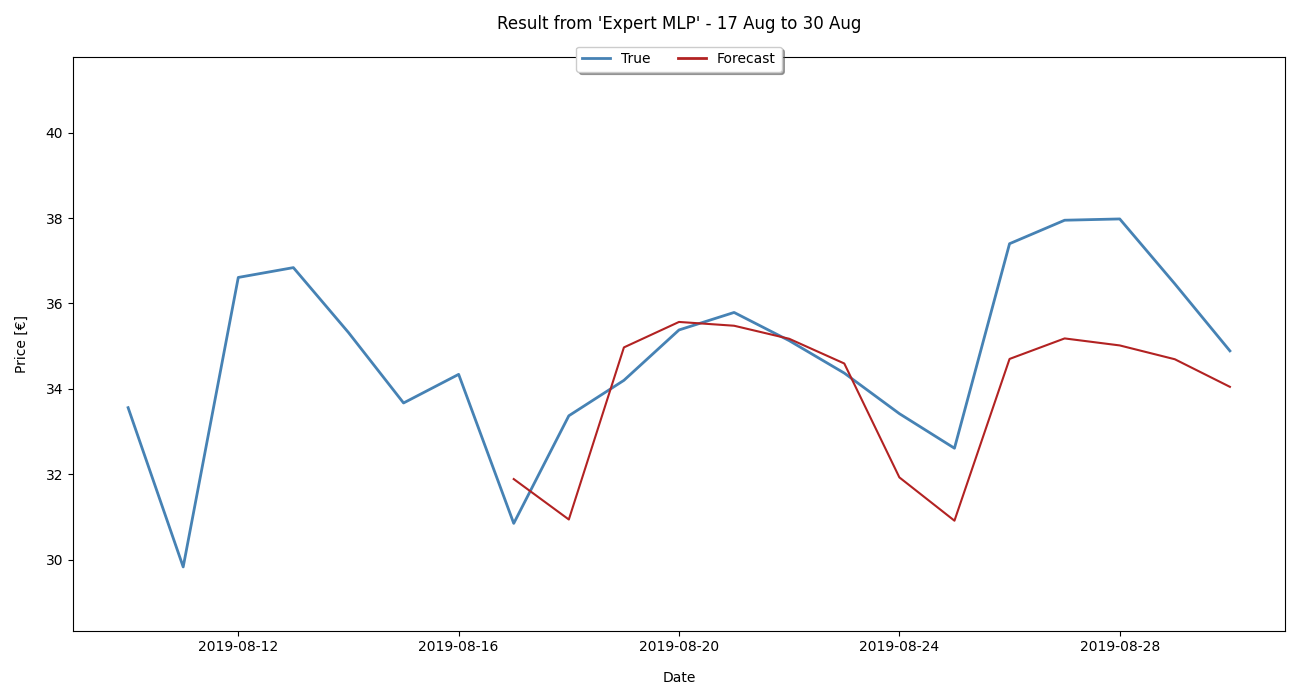 Result from 'Expert MLP' - 17 Aug to 30 Aug
True Forecast
Price [€]
40
38
36
34
32
30
2019-08-12 2019-08-16 2019-08-20 2019-08-24 2019-08-28
Date